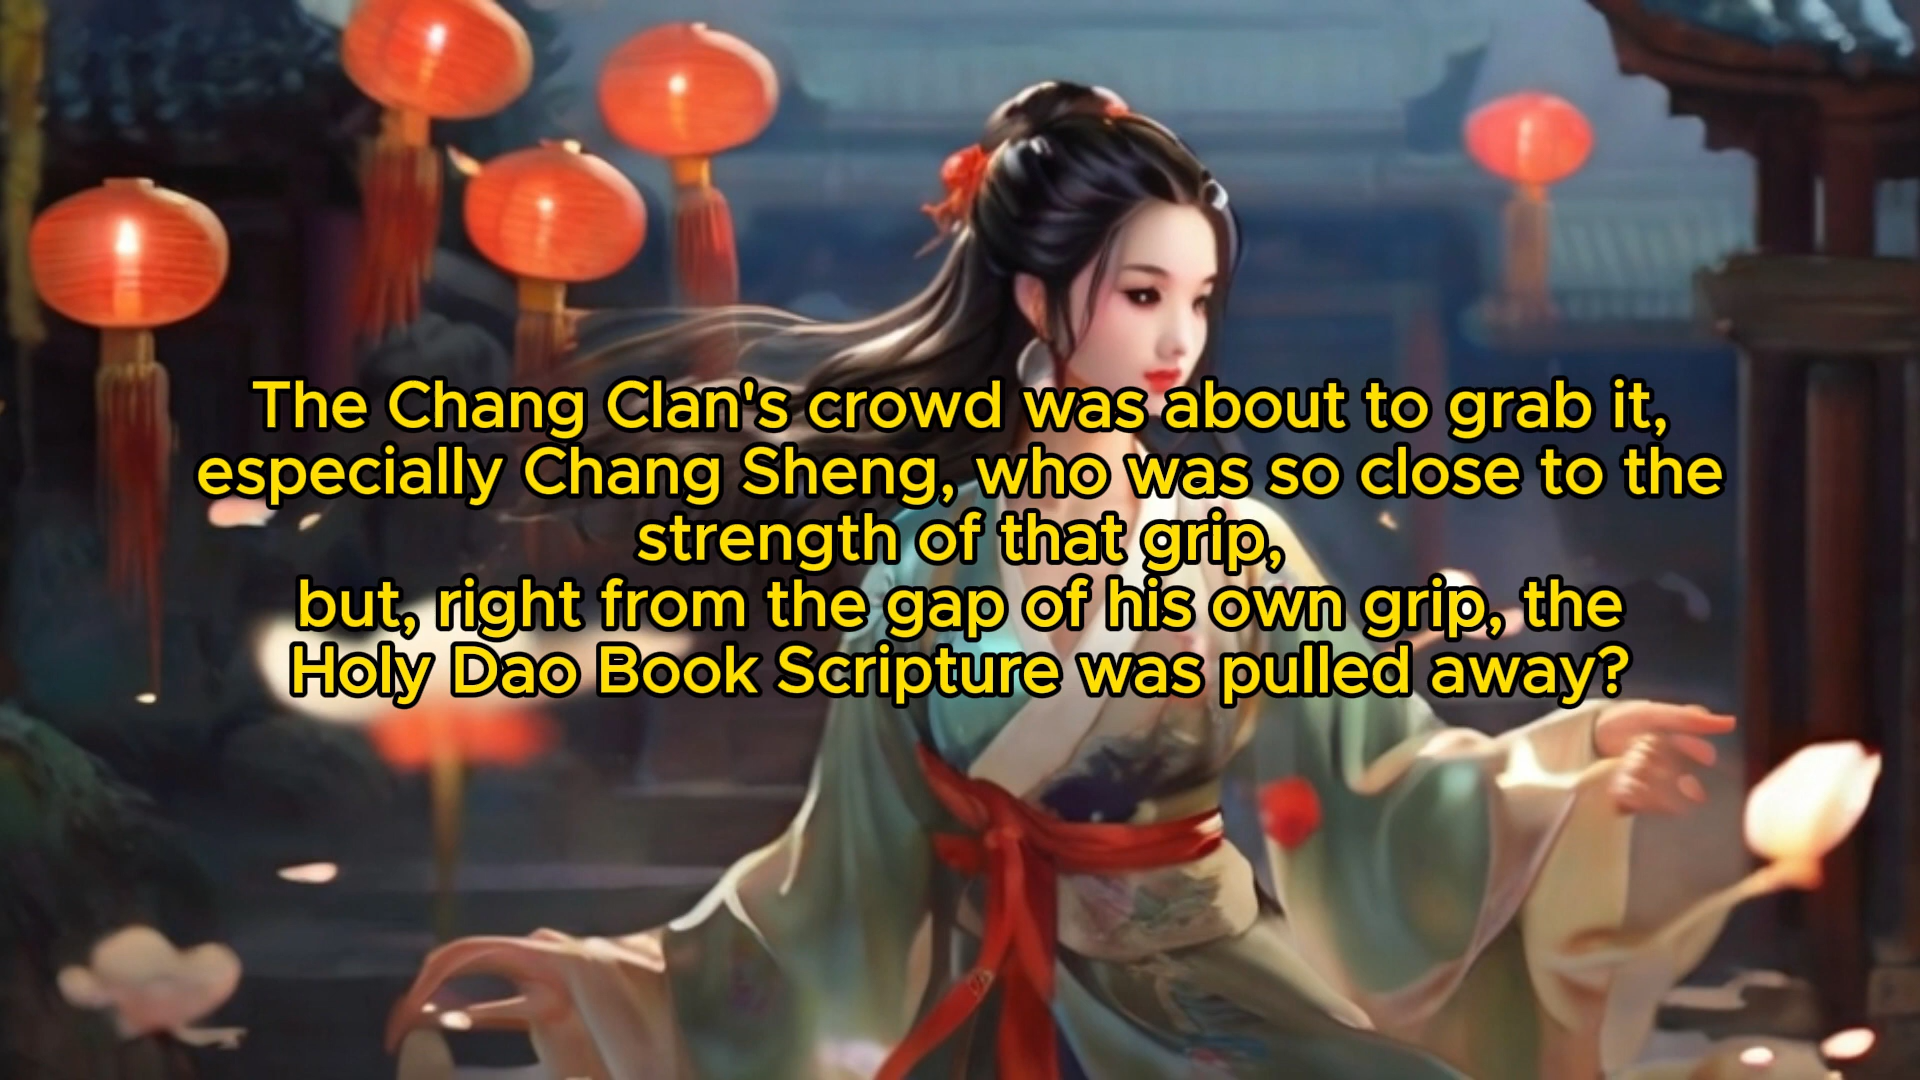 The Chang Clan's crowd was about to grab it,
especially Chang Sheng, who was so close to the
strength of that grip,
but, right from the gap of his own grip, the
Holy Dao Book Scripture was pulled away?